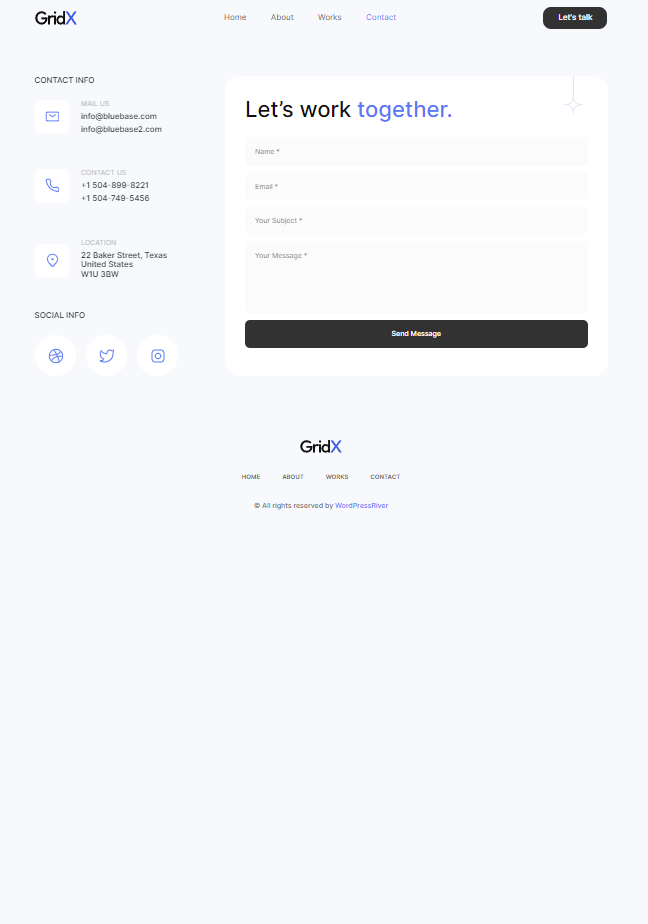 GridX
Home About Works Contact
Let's talk
CONTACT INFO
MAIL US
info@bluebase.com
info@bluebase2.com
CONTACT US
+1 504-899-8221
+1 504-749-5456
LOCATION
22 Baker Street, Texas
United States
W1U 3BW
SOCIAL INFO
Let’s work together.
Name *
Email *
Your Subject *
Your Message *
Send Message
GridX
HOME ABOUT WORKS CONTACT
© All rights reserved by WordPressRiver